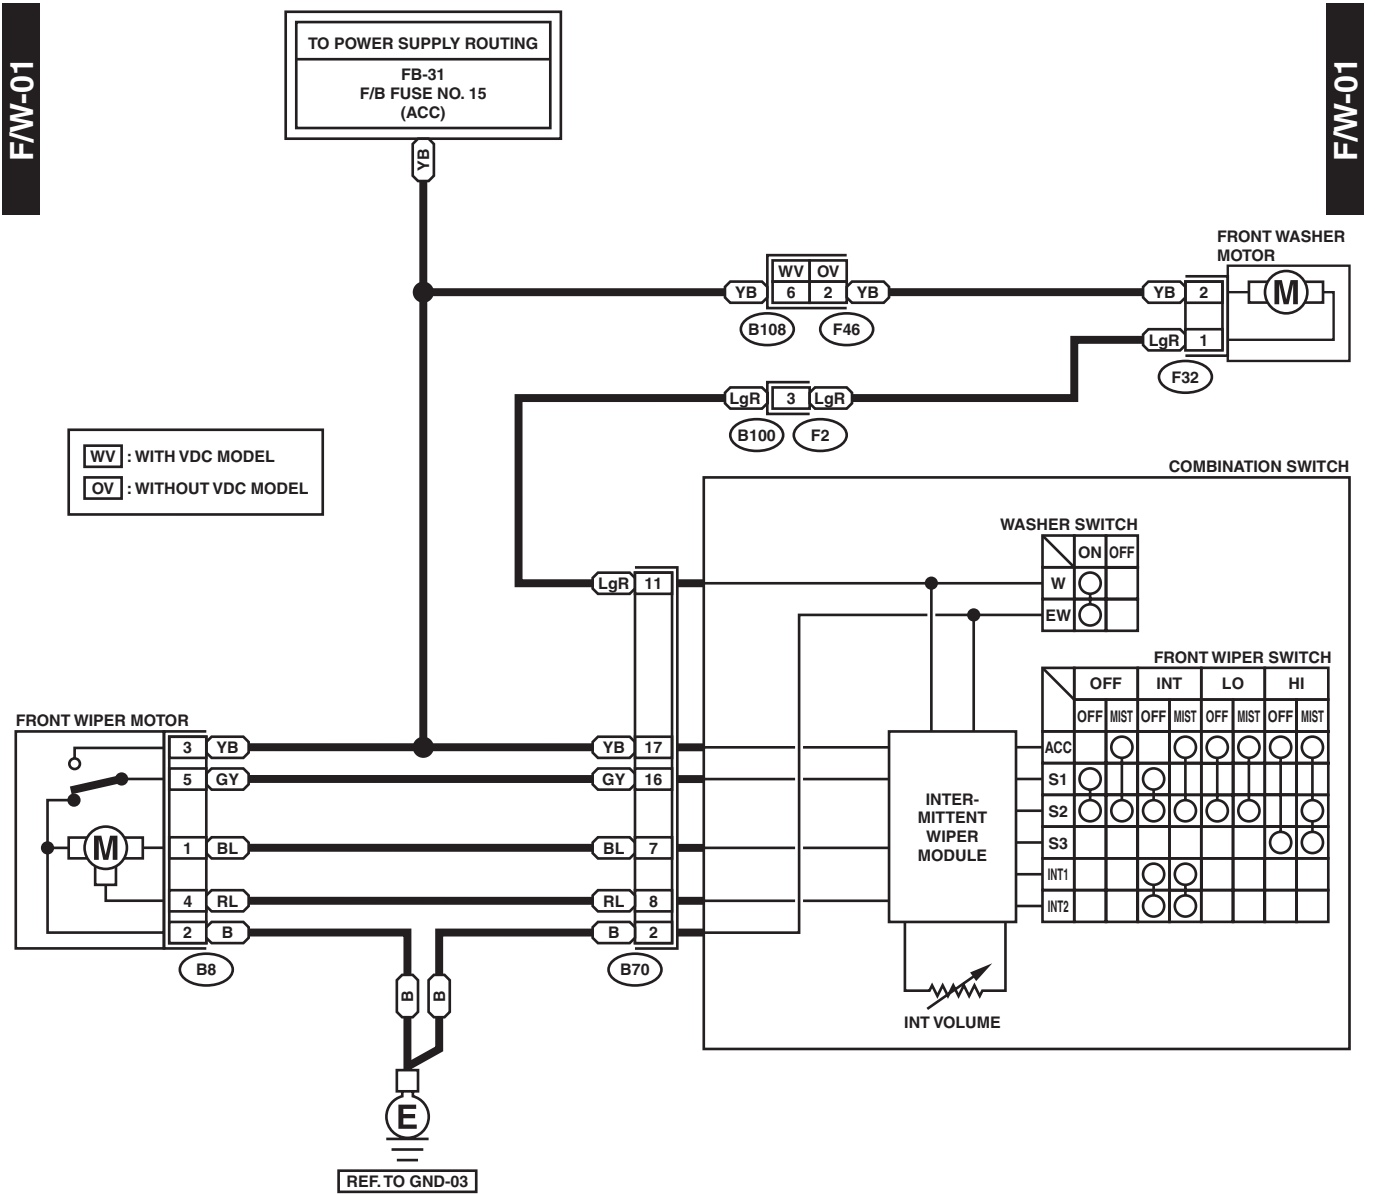 F/W-01
F/W-01
TO POWER SUPPLY ROUTING
FB-31
F/B FUSE NO. 15
(ACC)
YB
FRONT WASHER
MOTOR
WV OV
YB 6 2 YB
B108 F46
YB 2 M
LgR 1
F32
LgR 3 LgR
B100 F2
WV : WITH VDC MODEL
OV : WITHOUT VDC MODEL
COMBINATION SWITCH
WASHER SWITCH
ON OFF
W
EW
LgR 11
FRONT WIPER SWITCH
OFF INT LO HI
OFF MIST OFF MIST OFF MIST OFF MIST
ACC
S1
S2
S3
INT1
INT2
FRONT WIPER MOTOR
3 YB
5 GY
M
1 BL
4 RL
2 B
B8
YB 17
GY 16
BL 7
RL 8
B 2
B70
INTER-
MITTENT
WIPER
MODULE
INT VOLUME
B B
E
REF. TO GND-03